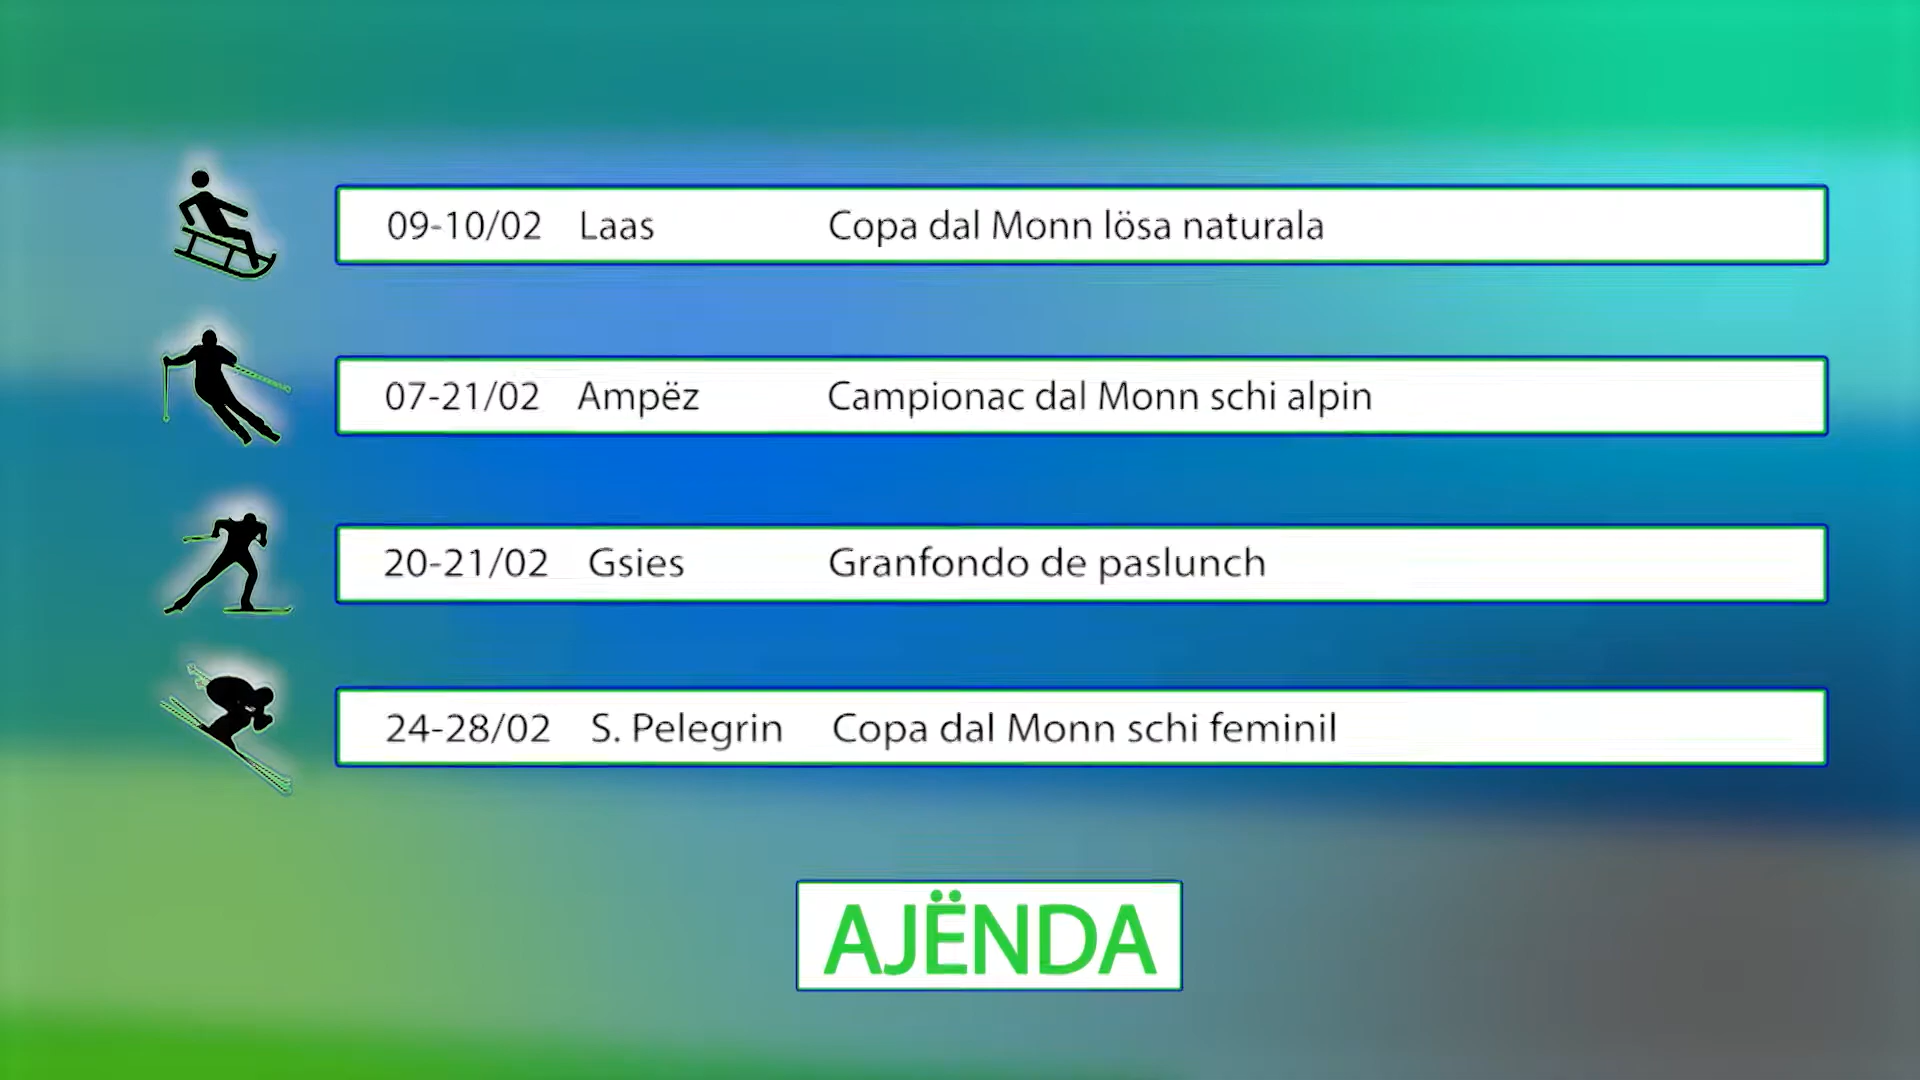 09-10/02 Laas Copa dal Monn lösa naturala
07-21/02 Ampëz Campionac dal Monn schi alpin
20-21/02 Gsies Granfondo de paslunch
24-28/02 S. Pelegrin Copa dal Monn schi feminil
AJËNDA